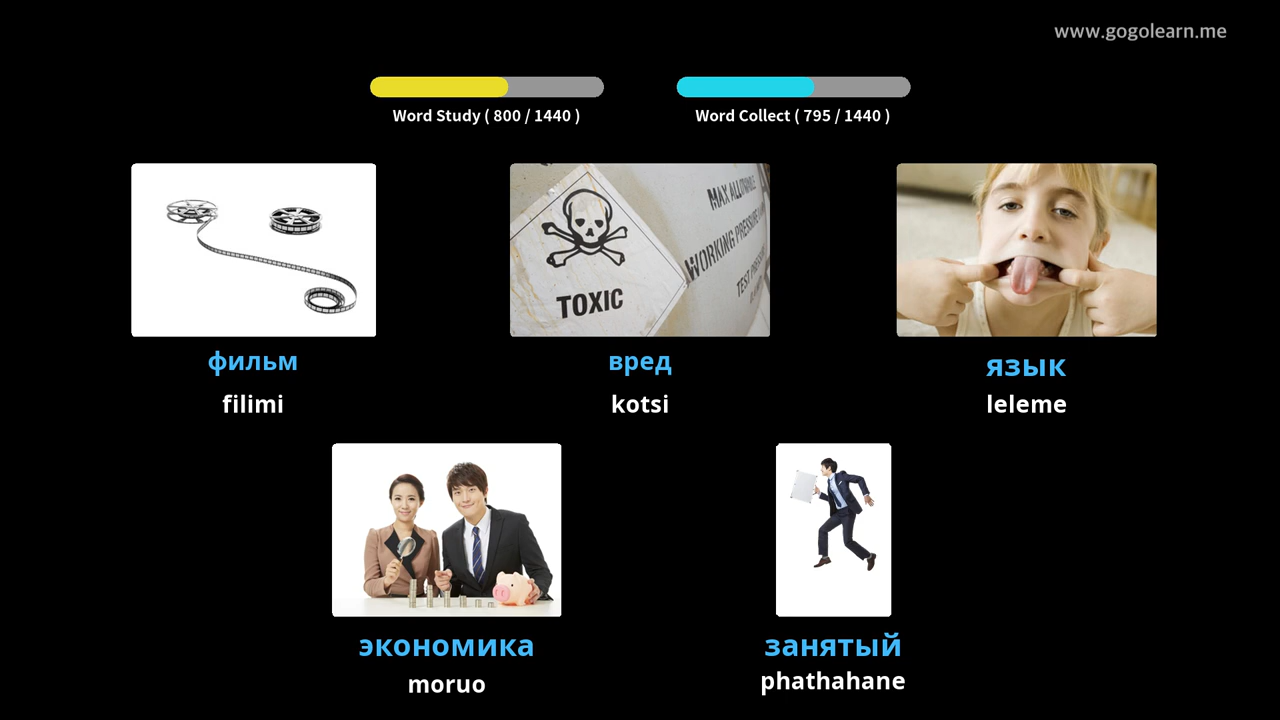 www.gogolearn.me
Word Study ( 800 / 1440 )
Word Collect ( 795 / 1440 )
TOXIC
MAX ALLOWABLE
WORKING PRESSURE
TEST
фильм
вред
язык
filimi
kotsi
leleme
экономика
занятый
moruo
phathahane